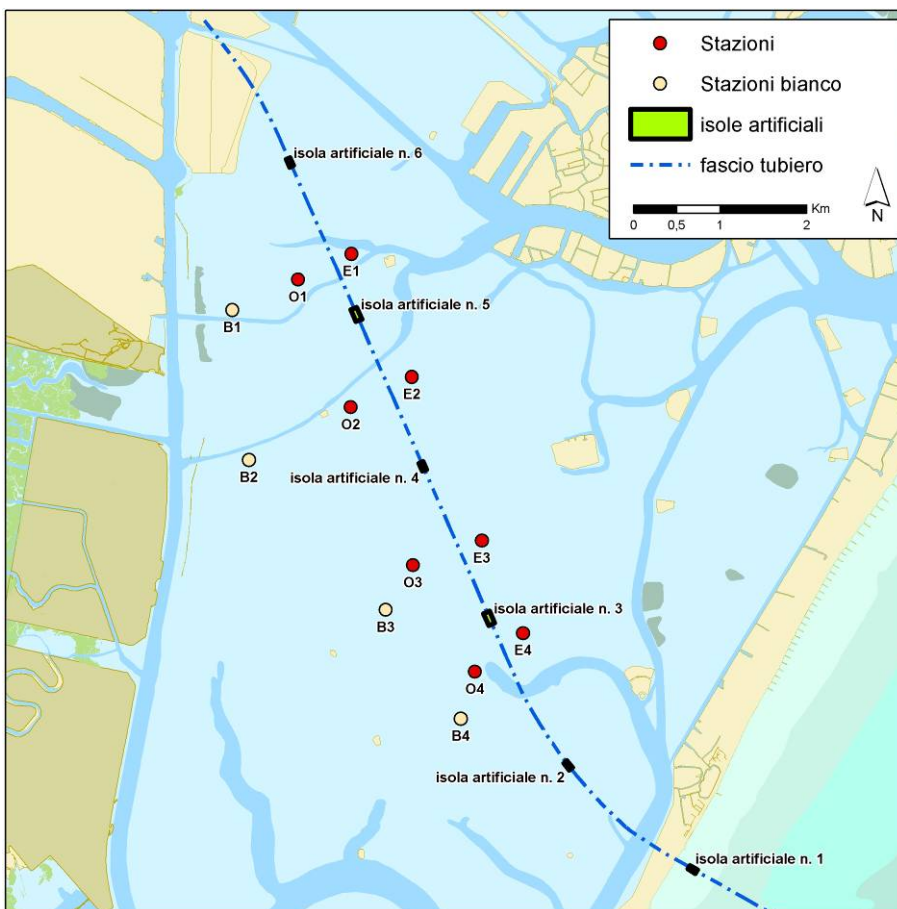 Stazioni
Stazioni bianco
isole artificiali
fascio tubiero
Km
0 0,5 1 2
N
isola artificiale n. 6
E1
O1
B1
isola artificiale n. 5
E2
O2
B2
isola artificiale n. 4
E3
O3
B3
isola artificiale n. 3
E4
O4
B4
isola artificiale n. 2
isola artificiale n. 1